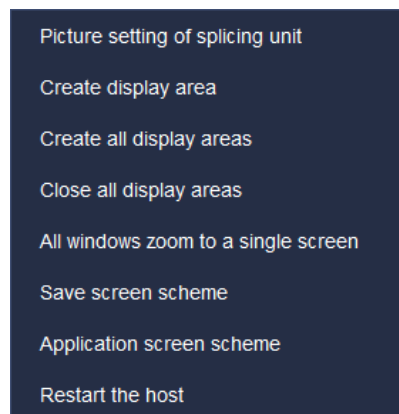 Picture setting of splicing unit
Create display area
Create all display areas
Close all display areas
All windows zoom to a single screen
Save screen scheme
Application screen scheme
Restart the host